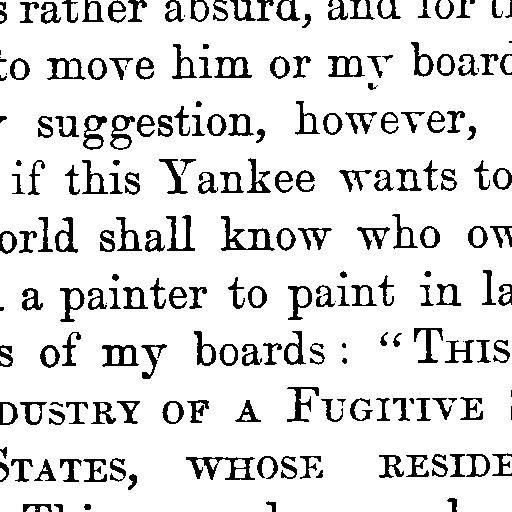 rather absurd, and for
to move him or my board
suggestion, however,
if this Yankee wants to
orld shall know who ow
a painter to paint in la
s of my boards: "THIS
DUSTRY OF A FUGITIVE
STATES, WHOSE RESIDE